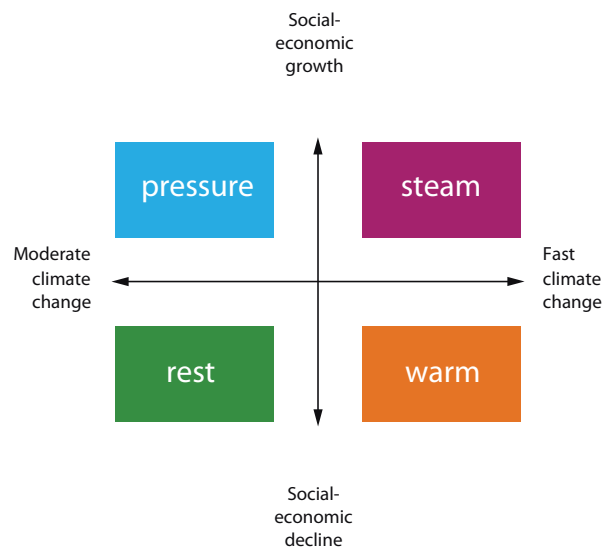 Social-
economic
growth
pressure
steam
Moderate
climate
change
Fast
climate
change
rest
warm
Social-
economic
decline